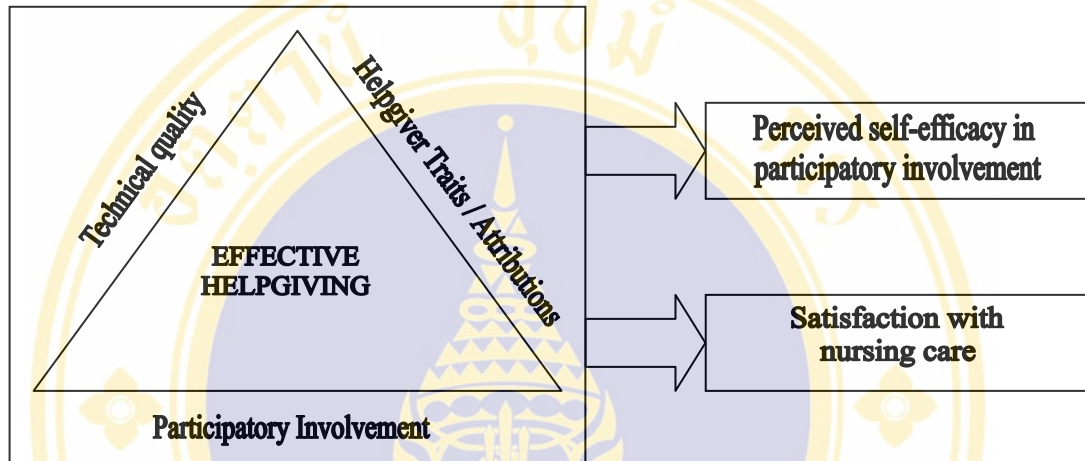 Technical quality
Helpgiver Traits / Attributions
EFFECTIVE
HELPGIVING
Participatory Involvement
Perceived self-efficacy in
participatory involvement
Satisfaction with
nursing care